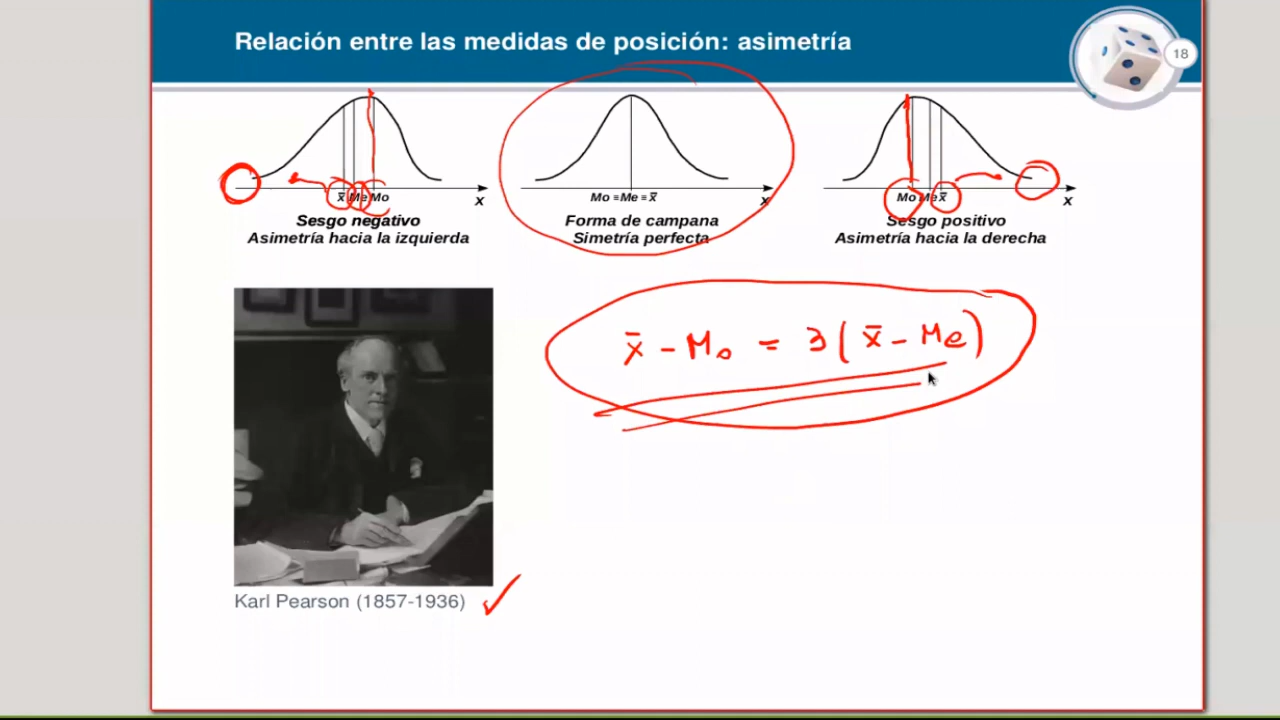 Relación entre las medidas de posición: asimetría
18
x̄ Me Mo x
Sesgo negativo
Asimetría hacia la izquierda
Mo ≡Me ≡ x̄ x
Forma de campana
Simetría perfecta
Mo Me x̄ x
Sesgo positivo
Asimetría hacia la derecha
x̄ - Mo = 3 ( x̄ - Me)
Karl Pearson (1857-1936)